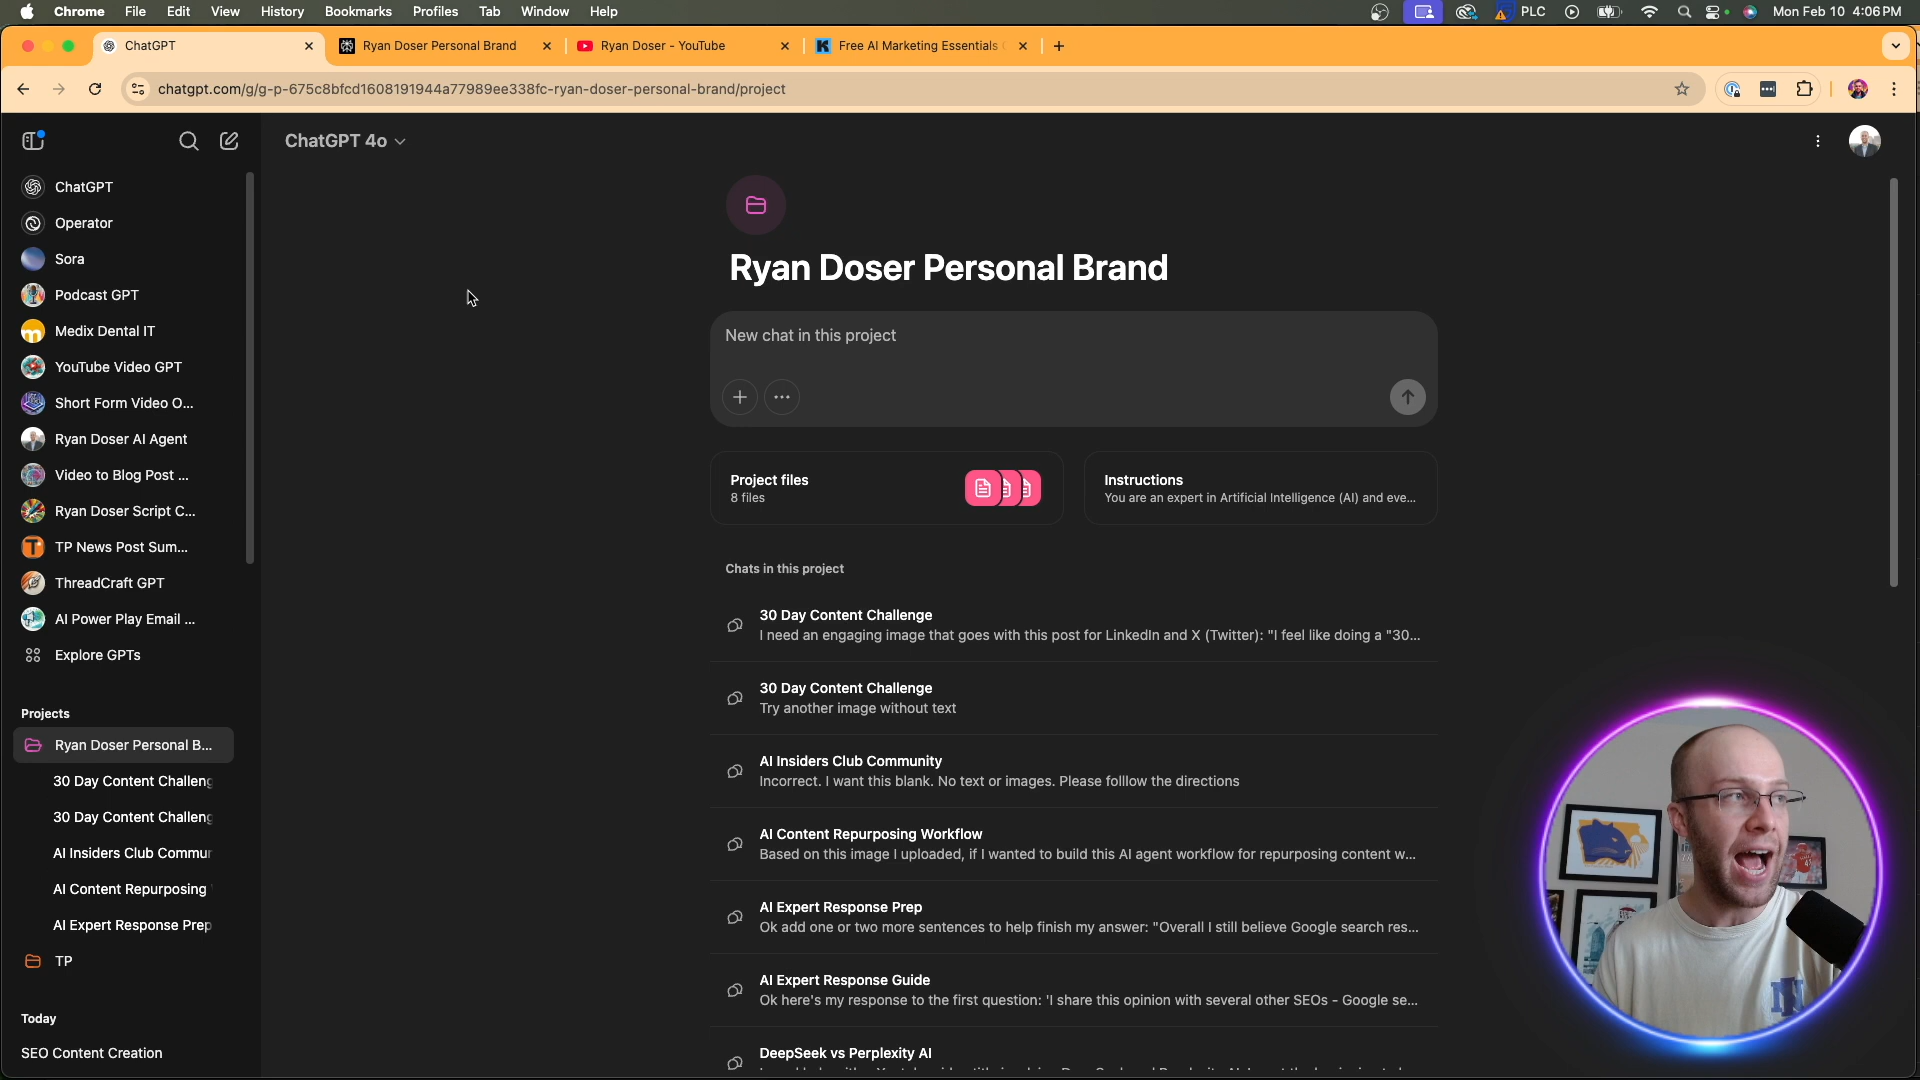 Chrome File Edit View History Bookmarks Profiles Tab Window Help PLC Mon Feb 10 4:06 PM
ChatGPT Ryan Doser Personal Brand Ryan Doser - YouTube Free AI Marketing Essentials
chatgpt.com/g/g-p-675c8bfcd1608191944a77989ee338fc-ryan-doser-personal-brand/project
ChatGPT 4o
ChatGPT
Operator
Sora
Podcast GPT
Medix Dental IT
YouTube Video GPT
Short Form Video O...
Ryan Doser AI Agent
Video to Blog Post ...
Ryan Doser Script C...
TP News Post Sum...
ThreadCraft GPT
AI Power Play Email ...
Explore GPTs
Projects
Ryan Doser Personal B...
30 Day Content Challeng
30 Day Content Challeng
AI Insiders Club Commur
AI Content Repurposing
AI Expert Response Prep
TP
Today
SEO Content Creation
Ryan Doser Personal Brand
New chat in this project
Project files
8 files
Instructions
You are an expert in Artificial Intelligence (AI) and eve...
Chats in this project
30 Day Content Challenge
I need an engaging image that goes with this post for LinkedIn and X (Twitter): "I feel like doing a "30...
30 Day Content Challenge
Try another image without text
AI Insiders Club Community
Incorrect. I want this blank. No text or images. Please folllow the directions
AI Content Repurposing Workflow
Based on this image I uploaded, if I wanted to build this AI agent workflow for repurposing content w...
AI Expert Response Prep
Ok add one or two more sentences to help finish my answer: "Overall I still believe Google search res...
AI Expert Response Guide
Ok here's my response to the first question: 'I share this opinion with several other SEOs - Google se...
DeepSeek vs Perplexity AI